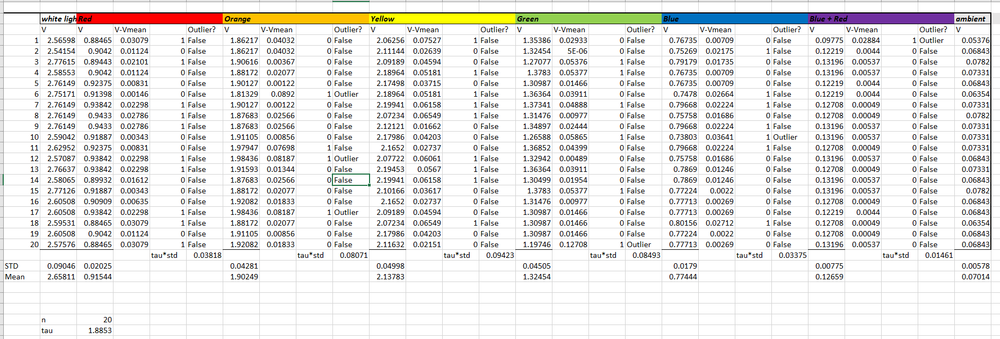 white ligh Red Orange Yellow Green Blue Blue + Red ambient
V V V-Vmean Outlier? V V-Vmean Outlier? V V-Vmean Outlier? V V-Vmean Outlier? V V-Vmean Outlier? V V-Vmean Outlier? V
1 2.56598 0.88465 0.03079 1 False 1.86217 0.04032 0 False 2.06256 0.07527 1 False 1.35386 0.02933 0 False 0.76735 0.00709 0 False 0.09775 0.02884 1 Outlier 0.05376
2 2.54154 0.9042 0.01124 0 False 1.86217 0.04032 0 False 2.11144 0.02639 0 False 1.32454 5E-06 0 False 0.75269 0.02175 1 False 0.12219 0.0044 0 False 0.06843
3 2.77615 0.89443 0.02101 1 False 1.90616 0.00367 0 False 2.09189 0.04594 0 False 1.27077 0.05376 1 False 0.79179 0.01735 0 False 0.13196 0.00537 0 False 0.0782
4 2.58553 0.9042 0.01124 0 False 1.88172 0.02077 0 False 2.18964 0.05181 1 False 1.3783 0.05377 1 False 0.76735 0.00709 0 False 0.13196 0.00537 0 False 0.07331
5 2.76149 0.92375 0.00831 0 False 1.90127 0.00122 0 False 2.17498 0.03715 0 False 1.30987 0.01466 0 False 0.76735 0.00709 0 False 0.12219 0.0044 0 False 0.06843
6 2.75171 0.91398 0.00146 0 False 1.81329 0.0892 1 Outlier 2.18964 0.05181 1 False 1.36364 0.03911 0 False 0.7478 0.02664 1 False 0.12219 0.0044 0 False 0.06354
7 2.76149 0.93842 0.02298 1 False 1.90127 0.00122 0 False 2.19941 0.06158 1 False 1.37341 0.04888 1 False 0.79668 0.02224 1 False 0.12708 0.00049 0 False 0.07331
8 2.76149 0.9433 0.02786 1 False 1.87683 0.02566 0 False 2.07234 0.06549 1 False 1.31476 0.00977 0 False 0.75758 0.01686 0 False 0.12708 0.00049 0 False 0.0782
9 2.76149 0.9433 0.02786 1 False 1.87683 0.02566 0 False 2.12121 0.01662 0 False 1.34897 0.02444 0 False 0.79668 0.02224 1 False 0.13196 0.00537 0 False 0.07331
10 2.59042 0.91887 0.00343 0 False 1.91105 0.00856 0 False 2.17986 0.04203 0 False 1.26588 0.05865 1 False 0.73803 0.03641 1 Outlier 0.13196 0.00537 0 False 0.07331
11 2.62952 0.92375 0.00831 0 False 1.97947 0.07698 1 False 2.1652 0.02737 0 False 1.36852 0.04399 0 False 0.79668 0.02224 1 False 0.12708 0.00049 0 False 0.07331
12 2.57087 0.93842 0.02298 1 False 1.98436 0.08187 1 Outlier 2.07722 0.06061 1 False 1.32942 0.00489 0 False 0.75758 0.01686 0 False 0.13196 0.00537 0 False 0.06843
13 2.76637 0.93842 0.02298 1 False 1.91593 0.01344 0 False 2.19453 0.0567 1 False 1.36364 0.03911 0 False 0.7869 0.01246 0 False 0.12708 0.00049 0 False 0.07331
14 2.58065 0.89932 0.01612 0 False 1.87683 0.02566 0 False 2.19941 0.06158 1 False 1.30499 0.01954 0 False 0.7869 0.01246 0 False 0.13196 0.00537 0 False 0.06843
15 2.77126 0.91887 0.00343 0 False 1.88172 0.02077 0 False 2.10166 0.03617 0 False 1.3783 0.05377 1 False 0.77224 0.0022 0 False 0.13196 0.00537 0 False 0.0782
16 2.60508 0.90909 0.00635 0 False 1.92082 0.01833 0 False 2.1652 0.02737 0 False 1.31476 0.00977 0 False 0.77713 0.00269 0 False 0.12708 0.00049 0 False 0.06843
17 2.60508 0.93842 0.02298 1 False 1.98436 0.08187 1 Outlier 2.09189 0.04594 0 False 1.30987 0.01466 0 False 0.77713 0.00269 0 False 0.12219 0.0044 0 False 0.06843
18 2.59531 0.88465 0.03079 1 False 1.88172 0.02077 0 False 2.07234 0.06549 1 False 1.30987 0.01466 0 False 0.80156 0.02712 1 False 0.12708 0.00049 0 False 0.06354
19 2.60508 0.9042 0.01124 0 False 1.91105 0.00856 0 False 2.17986 0.04203 0 False 1.30987 0.01466 0 False 0.77224 0.0022 0 False 0.12708 0.00049 0 False 0.06843
20 2.57576 0.88465 0.03079 1 False 1.92082 0.01833 0 False 2.11632 0.02151 0 False 1.19746 0.12708 1 Outlier 0.77713 0.00269 0 False 0.13196 0.00537 0 False 0.06843
tau*std 0.03818 tau*std 0.08071 tau*std 0.09423 tau*std 0.08493 tau*std 0.03375 tau*std 0.01461
STD 0.09046 0.02025 0.04281 0.04998 0.04505 0.0179 0.00775 0.00578
Mean 2.65811 0.91544 1.90249 2.13783 1.32454 0.77444 0.12659 0.07014
n 20
tau 1.8853